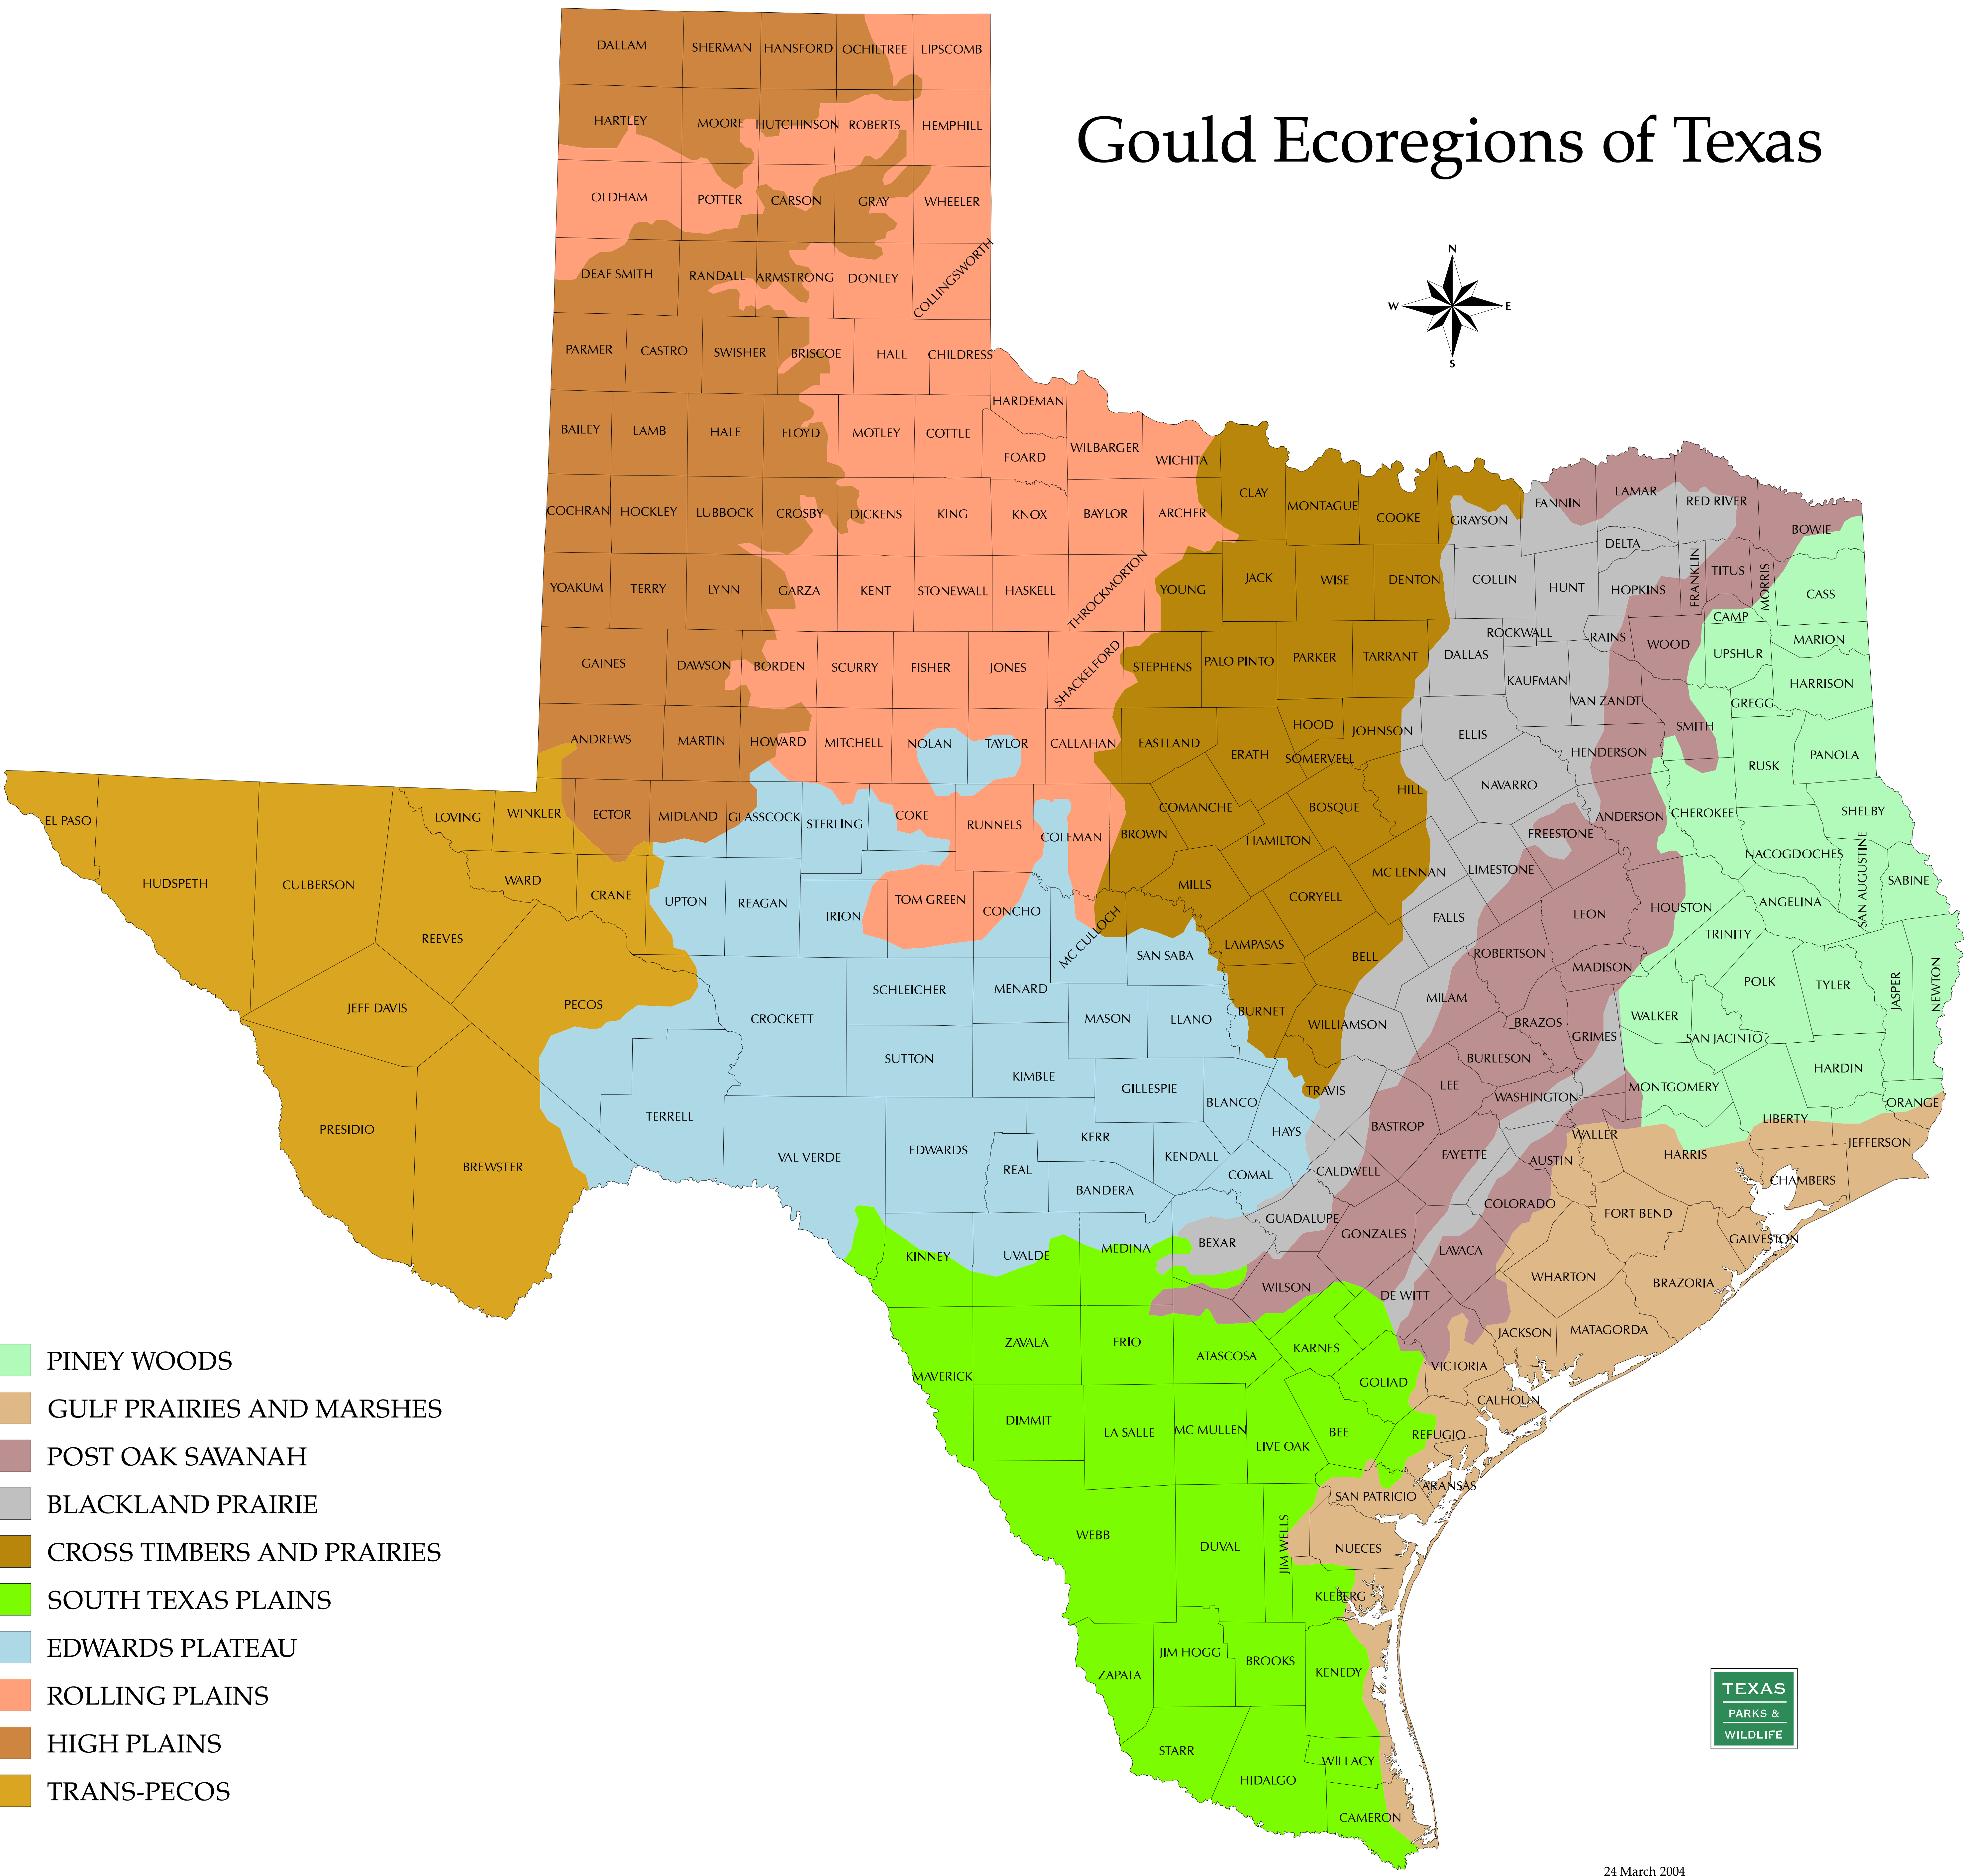 Gould Ecoregions of Texas
N
W
E
S
DALLAM
SHERMAN
HANSFORD
OCHILTREE
LIPSCOMB
HARTLEY
MOORE
HUTCHINSON
ROBERTS
HEMPHILL
OLDHAM
POTTER
CARSON
GRAY
WHEELER
DEAF SMITH
RANDALL
ARMSTRONG
DONLEY
COLLINGSWORTH
PARMER
CASTRO
SWISHER
BRISCOE
HALL
CHILDRESS
HARDEMAN
BAILEY
LAMB
HALE
FLOYD
MOTLEY
COTTLE
FOARD
WILBARGER
WICHITA
CLAY
MONTAGUE
COOKE
GRAYSON
FANNIN
LAMAR
RED RIVER
BOWIE
COCHRAN
HOCKLEY
LUBBOCK
CROSBY
DICKENS
KING
KNOX
BAYLOR
ARCHER
DELTA
YOAKUM
TERRY
LYNN
GARZA
KENT
STONEWALL
HASKELL
THROCKMORTON
YOUNG
JACK
WISE
DENTON
COLLIN
HUNT
HOPKINS
FRANKLIN
TITUS
MORRIS
CASS
CAMP
GAINES
DAWSON
BORDEN
SCURRY
FISHER
JONES
SHACKELFORD
STEPHENS
PALO PINTO
PARKER
TARRANT
DALLAS
ROCKWALL
RAINS
WOOD
UPSHUR
MARION
KAUFMAN
VAN ZANDT
HARRISON
GREGG
SMITH
ANDREWS
MARTIN
HOWARD
MITCHELL
NOLAN
TAYLOR
CALLAHAN
EASTLAND
ERATH
HOOD
SOMERVELL
JOHNSON
ELLIS
HENDERSON
RUSK
PANOLA
EL PASO
HUDSPETH
CULBERSON
LOVING
WINKLER
ECTOR
MIDLAND
GLASSCOCK
STERLING
COKE
RUNNELS
COLEMAN
BROWN
COMANCHE
HAMILTON
BOSQUE
HILL
NAVARRO
FREESTONE
ANDERSON
CHEROKEE
SHELBY
NACOGDOCHES
SAN AUGUSTINE
SABINE
REEVES
WARD
CRANE
UPTON
REAGAN
IRION
TOM GREEN
CONCHO
MC CULLOCH
MILLS
CORYELL
MC LENNAN
LIMESTONE
FALLS
LEON
HOUSTON
ANGELINA
TRINITY
SAN SABA
LAMPASAS
BELL
ROBERTSON
MADISON
POLK
TYLER
JASPER
NEWTON
JEFF DAVIS
PECOS
CROCKETT
SCHLEICHER
MENARD
MASON
LLANO
BURNET
WILLIAMSON
MILAM
BRAZOS
GRIMES
WALKER
SAN JACINTO
HARDIN
SUTTON
KIMBLE
GILLESPIE
BLANCO
TRAVIS
BURLESON
LEE
WASHINGTON
MONTGOMERY
LIBERTY
ORANGE
PRESIDIO
BREWSTER
TERRELL
VAL VERDE
EDWARDS
REAL
KERR
KENDALL
BANDERA
COMAL
HAYS
CALDWELL
BASTROP
FAYETTE
AUSTIN
WALLER
HARRIS
JEFFERSON
CHAMBERS
KINNEY
UVALDE
MEDINA
BEXAR
GUADALUPE
GONZALES
COLORADO
FORT BEND
GALVESTON
LAVACA
WILSON
DE WITT
WHARTON
BRAZORIA
JACKSON
MATAGORDA
MAVERICK
ZAVALA
FRIO
ATASCOSA
KARNES
GOLIAD
VICTORIA
CALHOUN
DIMMIT
LA SALLE
MC MULLEN
LIVE OAK
BEE
REFUGIO
ARANSAS
SAN PATRICIO
WEBB
DUVAL
JIM WELLS
NUECES
KLEBERG
ZAPATA
JIM HOGG
BROOKS
KENEDY
STARR
HIDALGO
WILLACY
CAMERON
PINEY WOODS
GULF PRAIRIES AND MARSHES
POST OAK SAVANAH
BLACKLAND PRAIRIE
CROSS TIMBERS AND PRAIRIES
SOUTH TEXAS PLAINS
EDWARDS PLATEAU
ROLLING PLAINS
HIGH PLAINS
TRANS-PECOS
TEXAS
PARKS &
WILDLIFE
24 March 2004